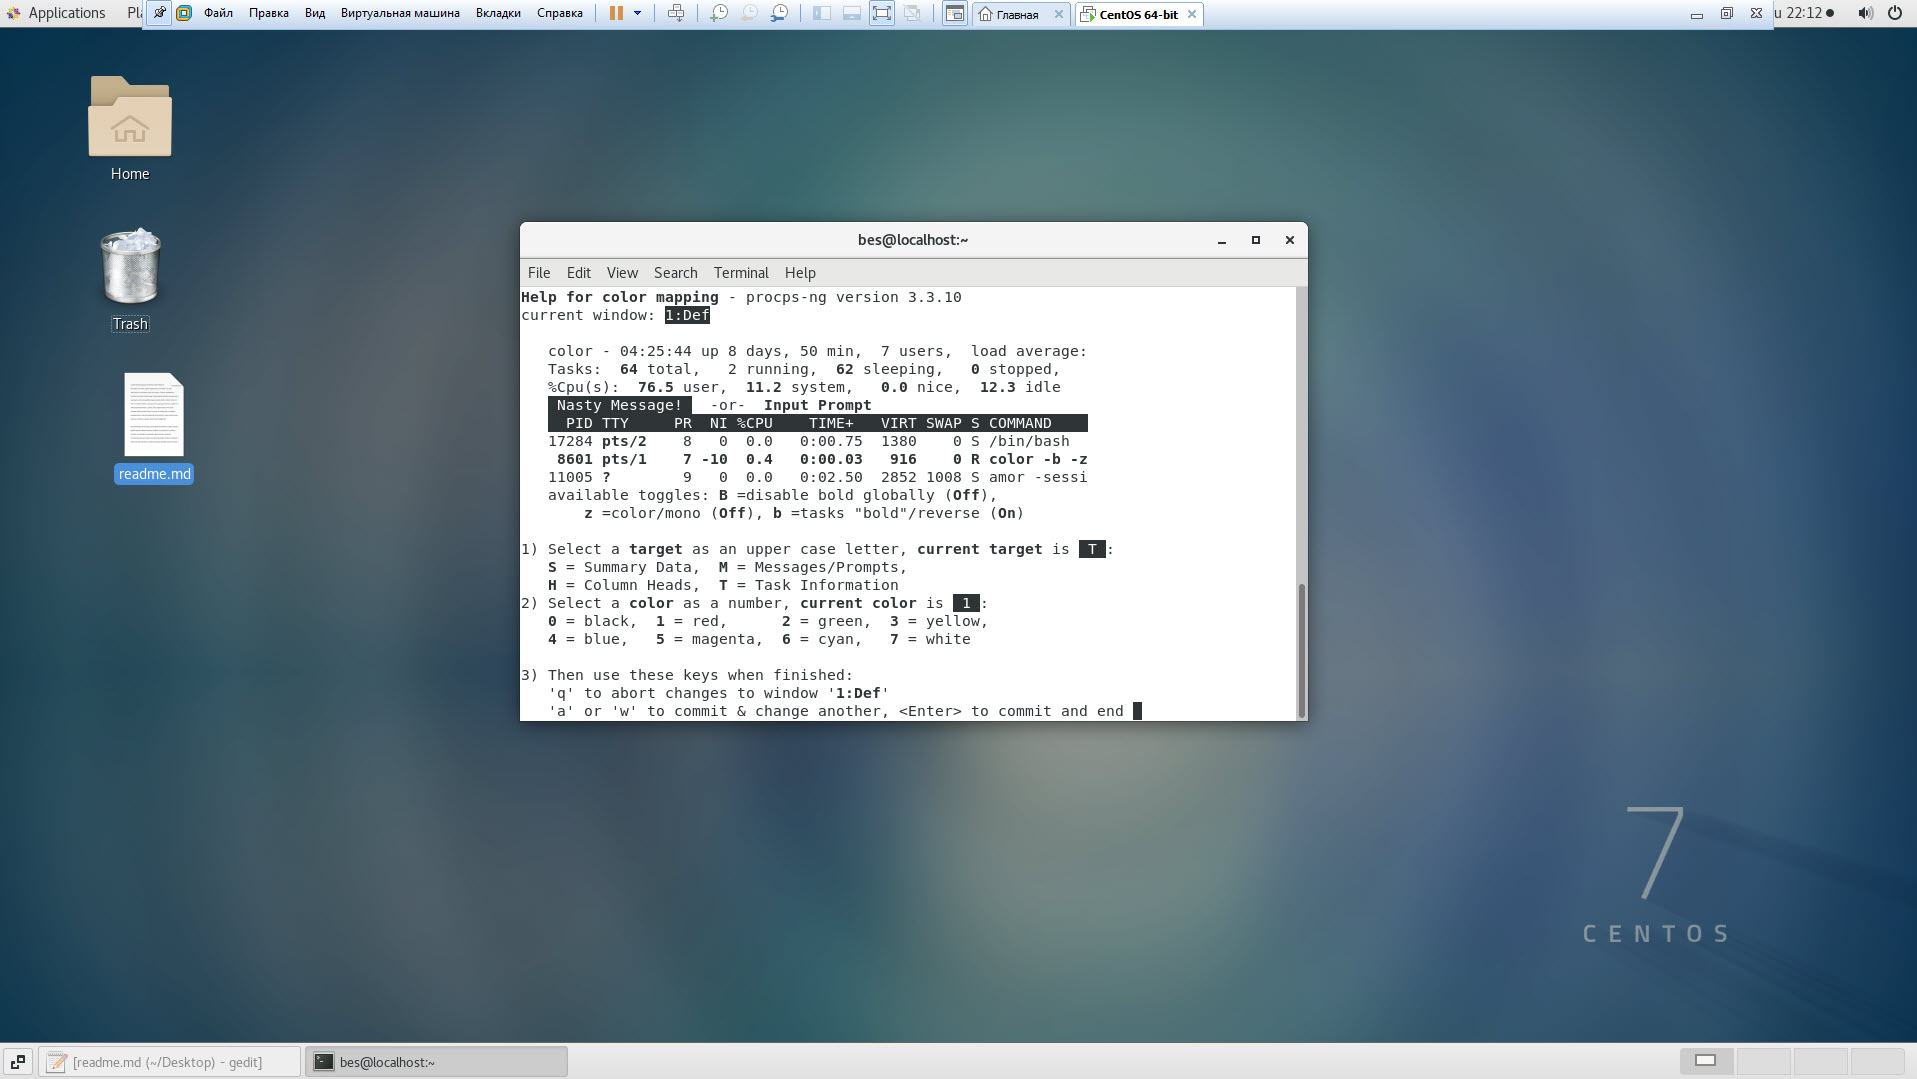 Applications Pl Файл Правка Вид Виртуальная машина Вкладки Справка Главная CentOS 64-bit u 22:12
Home
Trash
readme.md
bes@localhost:~
File Edit View Search Terminal Help
Help for color mapping - procps-ng version 3.3.10
current window: 1:Def
color - 04:25:44 up 8 days, 50 min,  7 users,  load average:
Tasks:  64 total,   2 running,  62 sleeping,   0 stopped,
%Cpu(s):  76.5 user,  11.2 system,   0.0 nice,  12.3 idle
Nasty Message!   -or-  Input Prompt
PID TTY     PR  NI %CPU    TIME+   VIRT SWAP S COMMAND
17284 pts/2    8   0  0.0   0:00.75  1380    0 S /bin/bash
8601 pts/1    7 -10  0.4   0:00.03   916    0 R color -b -z
11005 ?        9   0  0.0   0:02.50  2852 1008 S amor -sessi
available toggles: B =disable bold globally (Off),
z =color/mono (Off), b =tasks "bold"/reverse (On)
1) Select a target as an upper case letter, current target is  T :
S = Summary Data,  M = Messages/Prompts,
H = Column Heads,  T = Task Information
2) Select a color as a number, current color is  1 :
0 = black,  1 = red,      2 = green,  3 = yellow,
4 = blue,   5 = magenta,  6 = cyan,   7 = white
3) Then use these keys when finished:
'q' to abort changes to window '1:Def'
'a' or 'w' to commit & change another, <Enter> to commit and end
7
CENTOS
[readme.md (~/Desktop) - gedit] bes@localhost:~